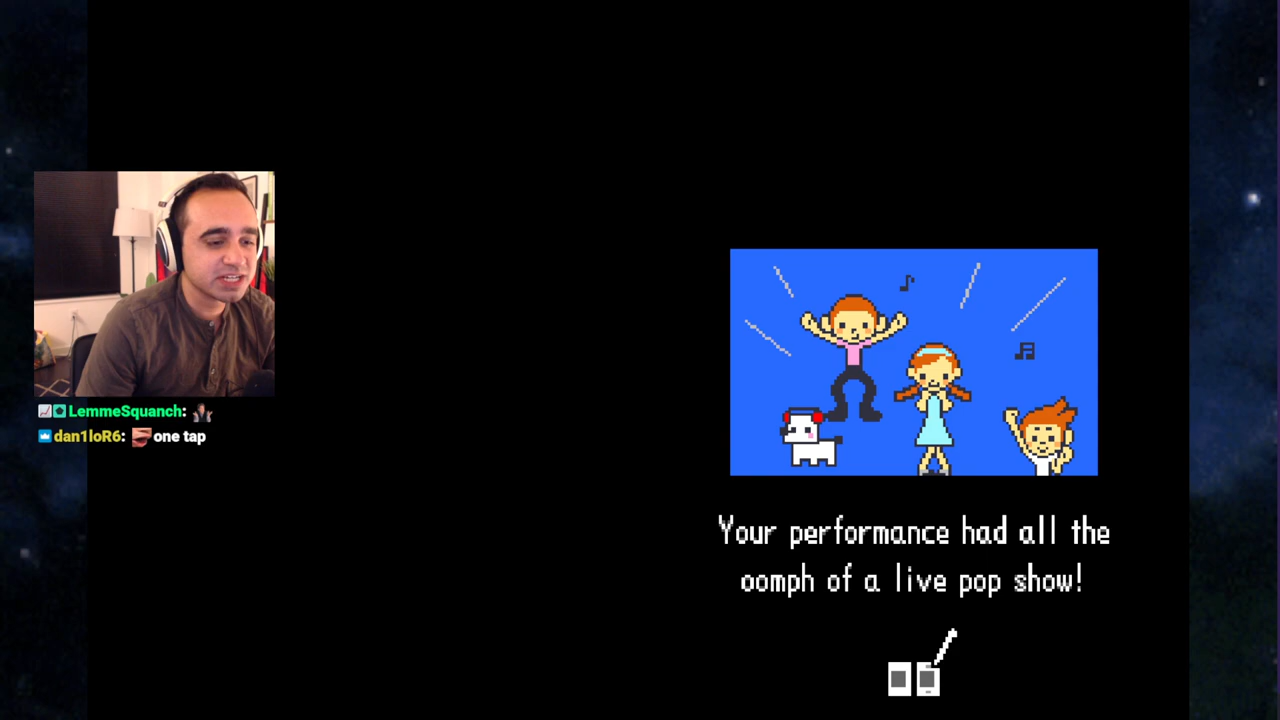 LemmeSquanch:
dan1loR6: one tap
Your performance had all the
oomph of a live pop show!